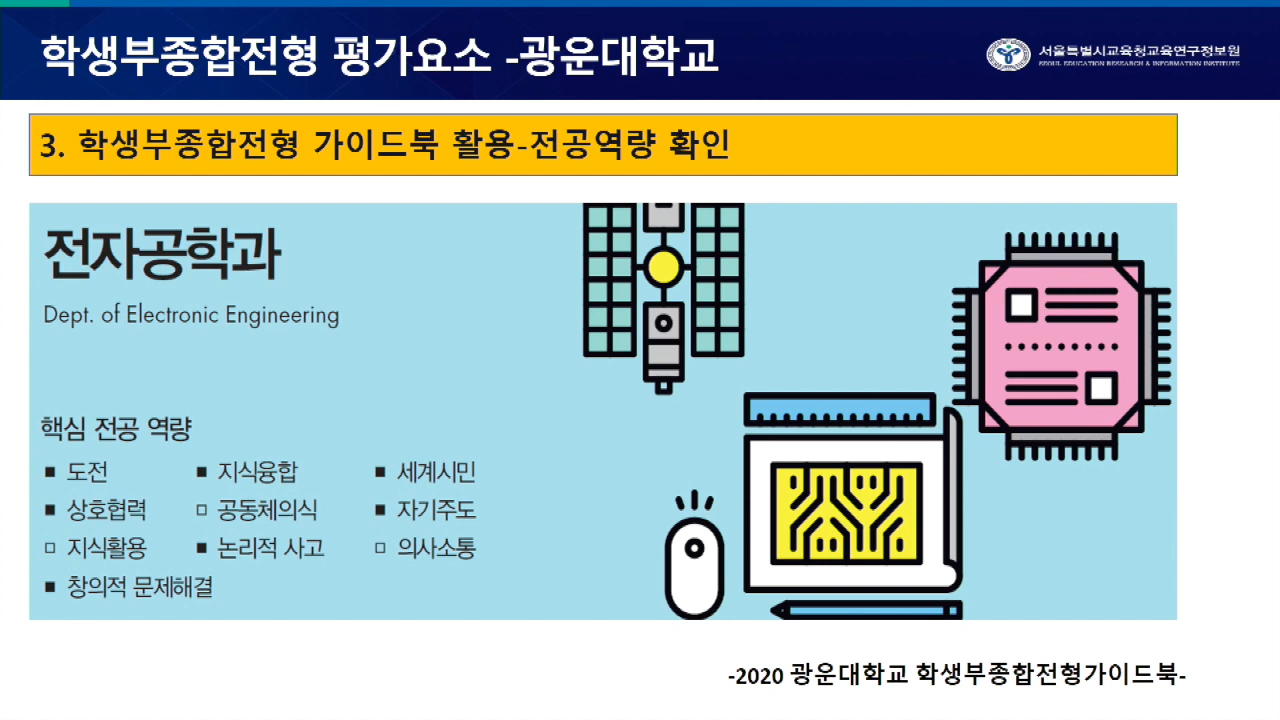 학생부종합전형 평가요소 -광운대학교
서울특별시교육청교육연구정보원
SEOUL EDUCATION RESEARCH & INFORMATION INSTITUTE
3. 학생부종합전형 가이드북 활용-전공역량 확인
전자공학과
Dept. of Electronic Engineering
핵심 전공 역량
■ 도전 ■ 지식융합 ■ 세계시민
■ 상호협력 □ 공동체의식 ■ 자기주도
□ 지식활용 ■ 논리적 사고 □ 의사소통
■ 창의적 문제해결
-2020 광운대학교 학생부종합전형가이드북-